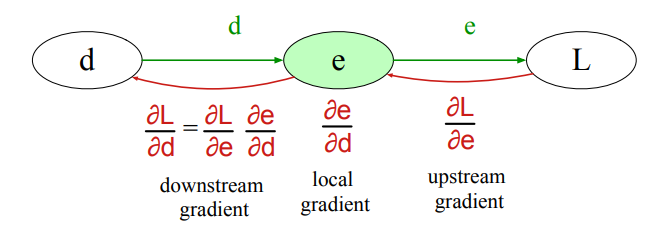 d e
d e L
∂L/∂d = ∂L/∂e ∂e/∂d ∂e/∂d ∂L/∂e
downstream gradient
local gradient
upstream gradient